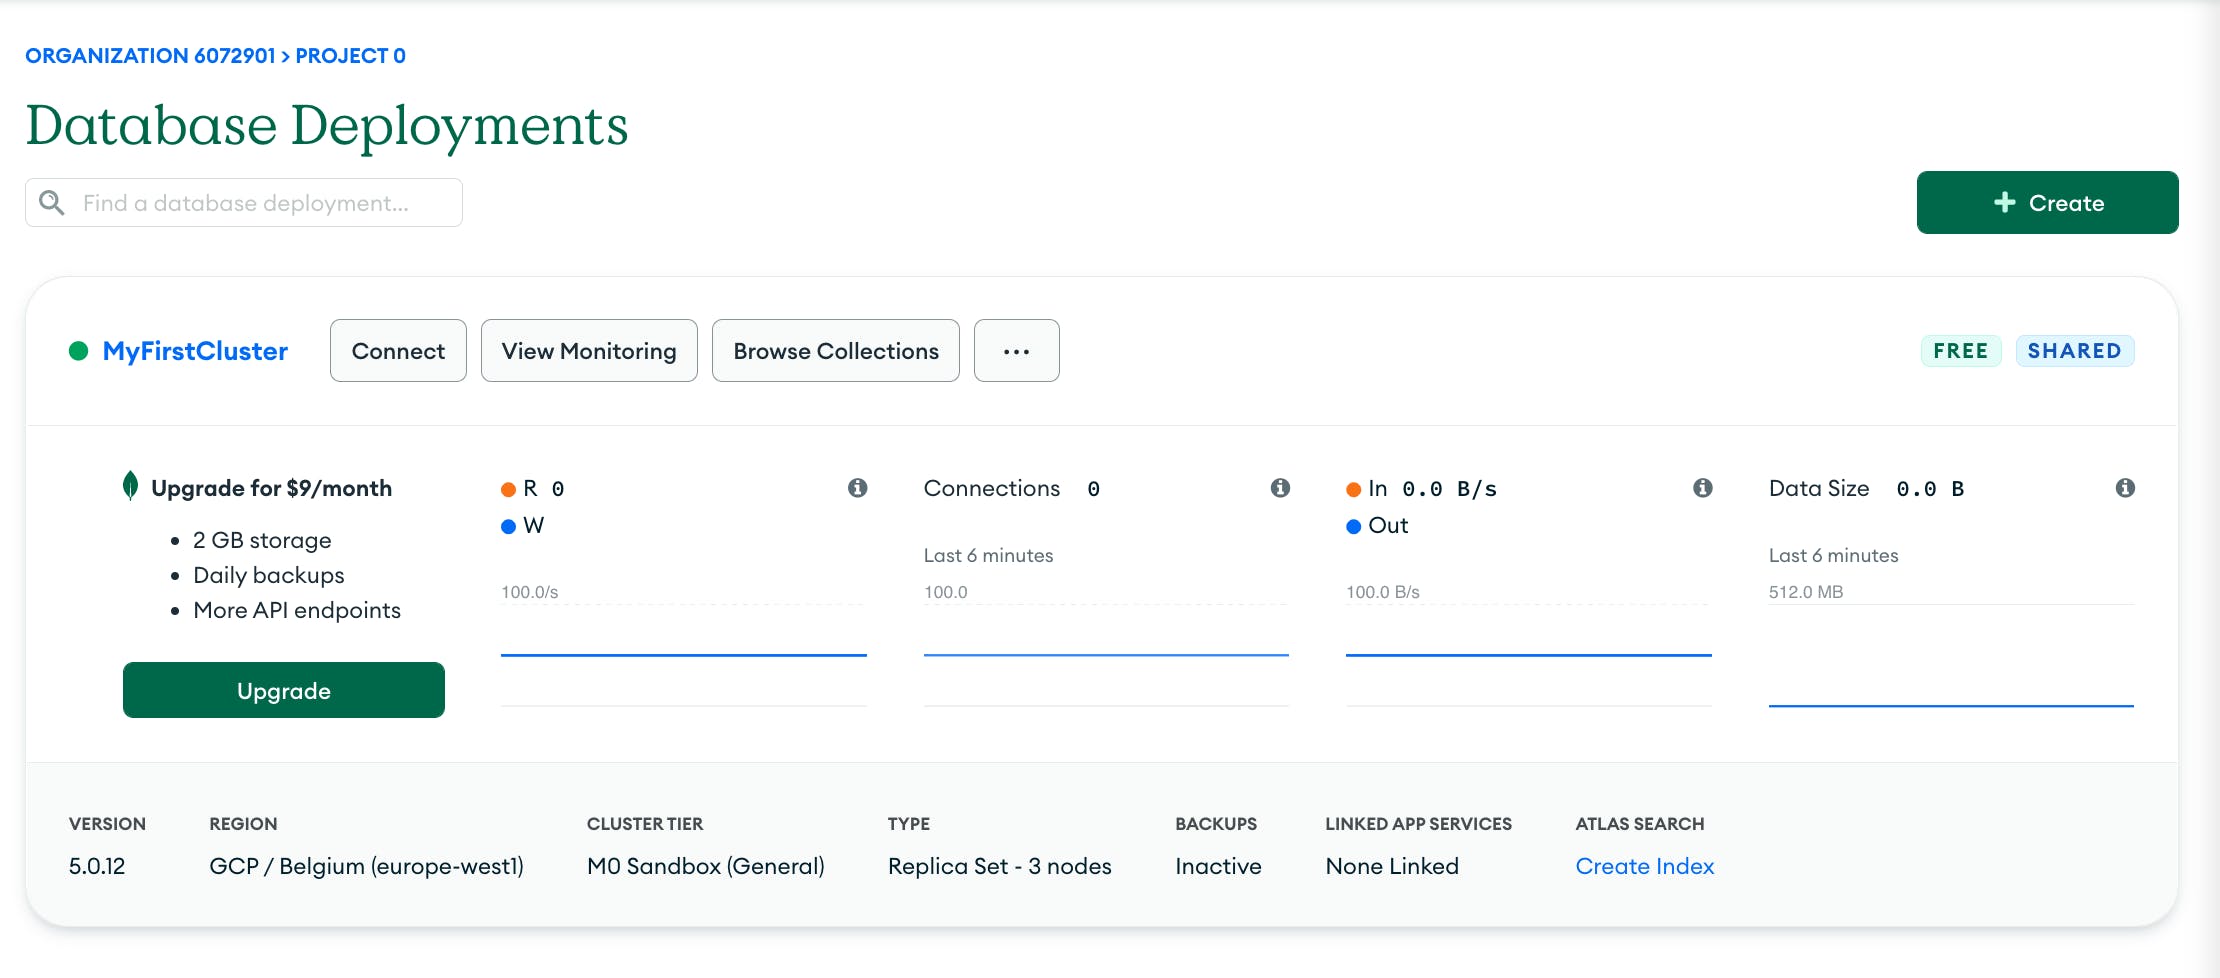 ORGANIZATION 6072901 > PROJECT 0
Database Deployments
Find a database deployment...
+ Create
MyFirstCluster
Connect
View Monitoring
Browse Collections
...
FREE
SHARED
Upgrade for $9/month
• 2 GB storage
• Daily backups
• More API endpoints
Upgrade
R 0
W
100.0/s
Connections 0
Last 6 minutes
100.0
In 0.0 B/s
Out
100.0 B/s
Data Size 0.0 B
Last 6 minutes
512.0 MB
VERSION
5.0.12
REGION
GCP / Belgium (europe-west1)
CLUSTER TIER
M0 Sandbox (General)
TYPE
Replica Set - 3 nodes
BACKUPS
Inactive
LINKED APP SERVICES
None Linked
ATLAS SEARCH
Create Index